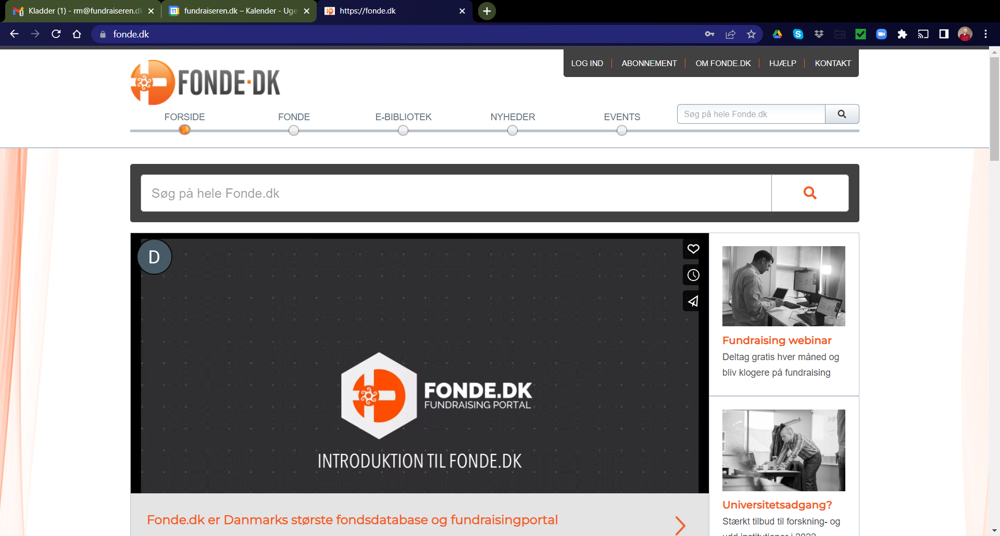 Kladder (1) - rm@fundraiseren.dk
fundraiseren.dk – Kalender - Uge
https://fonde.dk
fonde.dk
LOG IND
ABONNEMENT
OM FONDE.DK
HJÆLP
KONTAKT
FONDE·DK
FORSIDE
FONDE
E-BIBLIOTEK
NYHEDER
EVENTS
Søg på hele Fonde.dk
Søg på hele Fonde.dk
D
FONDE.DK
FUNDRAISING PORTAL
INTRODUKTION TIL FONDE.DK
Fonde.dk er Danmarks største fondsdatabase og fundraisingportal
Fundraising webinar
Deltag gratis hver måned og
bliv klogere på fundraising
Universitetsadgang?
Stærkt tilbud til forskning- og